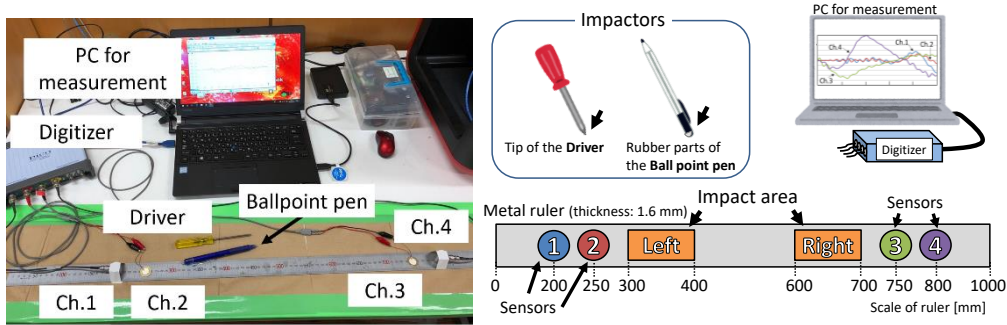 PC for
measurement
Digitizer
Driver
Ballpoint pen
Ch.4
Ch.1
Ch.2
Ch.3
Impactors
Tip of the Driver
Rubber parts of
the Ball point pen
Ch.4
Ch.1
Ch.2
Ch.3
PC for measurement
Digitizer
Metal ruler (thickness: 1.6 mm)
Impact area
Sensors
1 2 Left Right 3 4
Sensors
0 200 250 300 400 600 700 750 800 1000
Scale of ruler [mm]